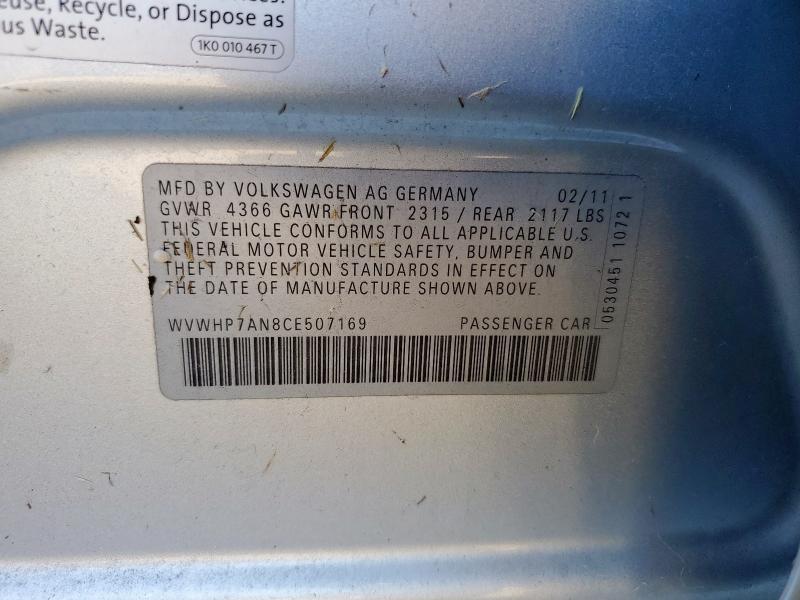 euse, Recycle, or Dispose as
us Waste.
1K0 010 467 T
MFD BY VOLKSWAGEN AG GERMANY 02/11
GVWR 4366 GAWR FRONT 2315 / REAR 2117 LBS
THIS VEHICLE CONFORMS TO ALL APPLICABLE U.S.
FEDERAL MOTOR VEHICLE SAFETY, BUMPER AND
THEFT PREVENTION STANDARDS IN EFFECT ON
THE DATE OF MANUFACTURE SHOWN ABOVE.
WVWHP7AN8CE507169 PASSENGER CAR
0530451 1072 1